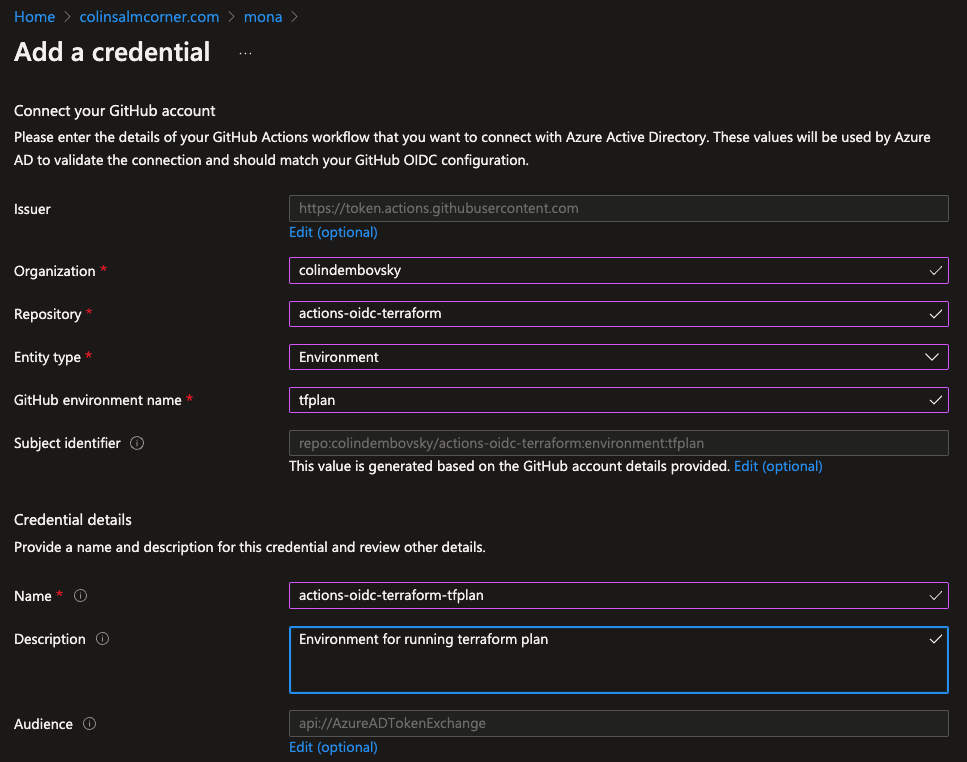 Home > colinsalmcorner.com > mona >
Add a credential ...
Connect your GitHub account
Please enter the details of your GitHub Actions workflow that you want to connect with Azure Active Directory. These values will be used by Azure
AD to validate the connection and should match your GitHub OIDC configuration.
Issuer https://token.actions.githubusercontent.com
Edit (optional)
Organization * colindembovsky
Repository * actions-oidc-terraform
Entity type * Environment
GitHub environment name * tfplan
Subject identifier repo:colindembovsky/actions-oidc-terraform:environment:tfplan
This value is generated based on the GitHub account details provided. Edit (optional)
Credential details
Provide a name and description for this credential and review other details.
Name * actions-oidc-terraform-tfplan
Description Environment for running terraform plan
Audience api://AzureADTokenExchange
Edit (optional)